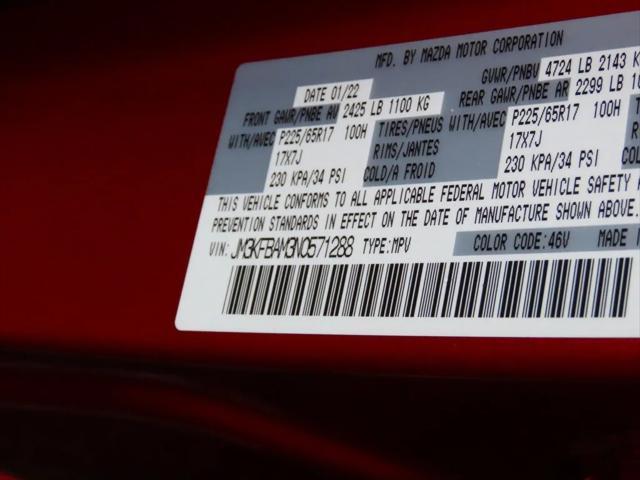 MFD. BY MAZDA MOTOR CORPORATION
DATE 01/22 GVWR/PNBV 4724 LB 2143 K
FRONT GAWR/PNBE AV 2425 LB 1100 KG REAR GAWR/PNBE AR 2299 LB
WITH/AVEC P225/65R17 100H TIRES/PNEUS WITH/AVEC P225/65R17 100H
17X7J RIMS/JANTES 17X7J
230 KPA/34 PSI COLD/A FROID 230 KPA/34 PSI
THIS VEHICLE CONFORMS TO ALL APPLICABLE FEDERAL MOTOR VEHICLE SAFETY
PREVENTION STANDARDS IN EFFECT ON THE DATE OF MANUFACTURE SHOWN ABOVE.
VIN: JM3KFBAM3N0571288 TYPE:MPV COLOR CODE:46V MADE